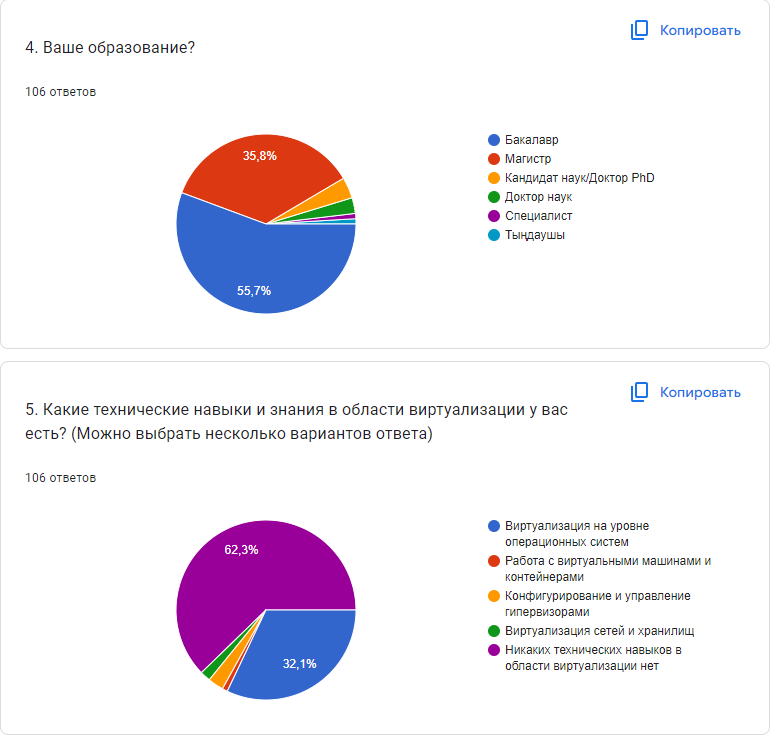 Копировать
4. Ваше образование?
106 ответов
35,8%
55,7%
Бакалавр
Магистр
Кандидат наук/Доктор PhD
Доктор наук
Специалист
Тыңдаушы
Копировать
5. Какие технические навыки и знания в области виртуализации у вас
есть? (Можно выбрать несколько вариантов ответа)
106 ответов
62,3%
32,1%
Виртуализация на уровне
операционных систем
Работа с виртуальными машинами и
контейнерами
Конфигурирование и управление
гипервизорами
Виртуализация сетей и хранилищ
Никаких технических навыков в
области виртуализации нет